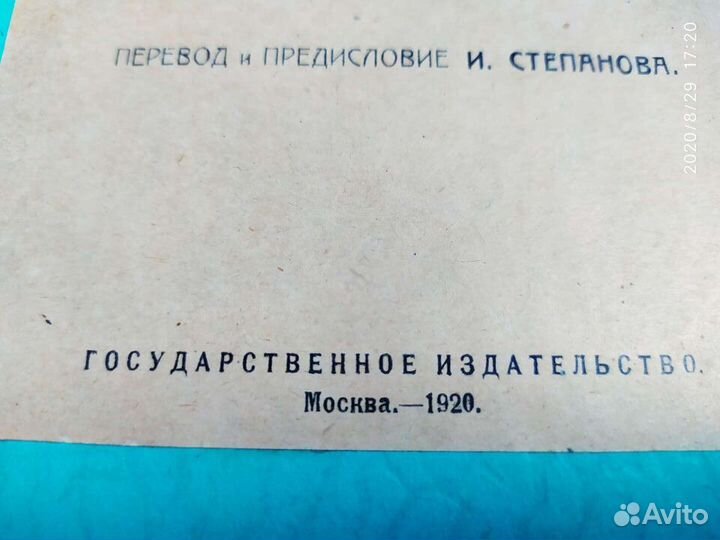 ПЕРЕВОД и ПРЕДИСЛОВИЕ И. СТЕПАНОВА.
2020/8/29 17:20
ГОСУДАРСТВЕННОЕ ИЗДАТЕЛЬСТВО.
Москва.—1920.
Avito